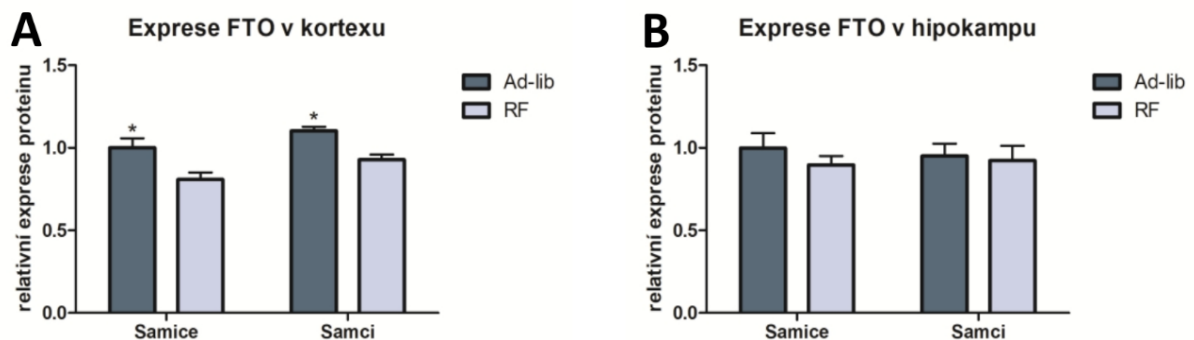 A
Exprese FTO v kortexu
relativní exprese proteinu
1.5
1.0
0.5
0.0
*
*
Samice
Samci
Ad-lib
RF
B
Exprese FTO v hipokampu
relativní exprese proteinu
1.5
1.0
0.5
0.0
Samice
Samci
Ad-lib
RF